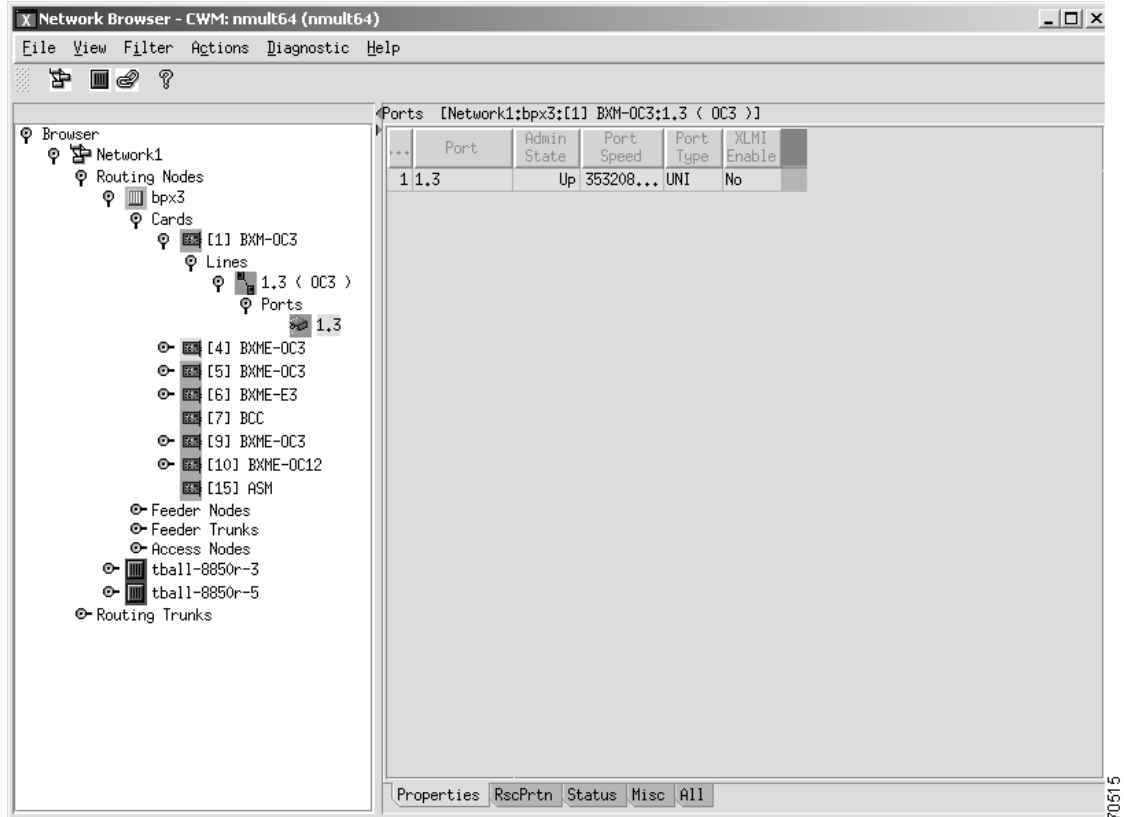 Network Browser - CWM: nmult64 (nmult64)
File View Filter Actions Diagnostic Help
Ports [Network1:bpx3:[1] BXM-OC3:1.3 ( OC3 )]
Browser
Network1
Routing Nodes
bpx3
Cards
[1] BXM-OC3
Lines
1.3 ( OC3 )
Ports
1.3
[4] BXME-OC3
[5] BXME-OC3
[6] BXME-E3
[7] BCC
[9] BXME-OC3
[10] BXME-OC12
[15] ASM
Feeder Nodes
Feeder Trunks
Access Nodes
tball-8850r-3
tball-8850r-5
Routing Trunks
... Port Admin State Port Speed Port Type XLMI Enable
1 1.3 Up 353208... UNI No
Properties RscPrtn Status Misc All
70515